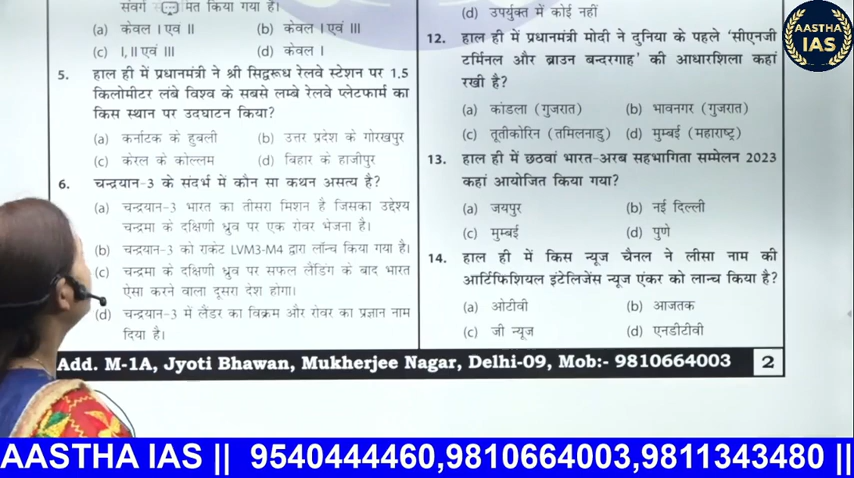 संवर्ग मित किया गया है।
(a) केवल I एव II (b) केवल I एवं III
(c) I, II एवं III (d) केवल I
5. हाल ही में प्रधानमंत्री ने श्री सिद्वरूध रेलवे स्टेशन पर 1.5
किलोमीटर लंबे विश्व के सबसे लम्बे रेलवे प्लेटफार्म का
किस स्थान पर उदघाटन किया?
(a) कर्नाटक के हुबली (b) उत्तर प्रदेश के गोरखपुर
(c) केरल के कोल्लम (d) बिहार के हाजीपुर
6. चन्द्रयान-3 के संदर्भ में कौन सा कथन असत्य है?
(a) चन्द्रयान-3 भारत का तीसरा मिशन है जिसका उद्देश्य
चन्द्रमा के दक्षिणी ध्रुव पर एक रोवर भेजना है।
(b) चन्द्रयान-3 को राकेट LVM3-M4 द्वारा लॉन्च किया गया है।
(c) चन्द्रमा के दक्षिणी ध्रुव पर सफल लैंडिंग के बाद भारत
ऐसा करने वाला दूसरा देश होगा।
(d) चन्द्रयान-3 में लैंडर का विक्रम और रोवर का प्रज्ञान नाम
दिया है।
(d) उपर्युक्त में कोई नहीं
12. हाल ही में प्रधानमंत्री मोदी ने दुनिया के पहले 'सीएनजी
टर्मिनल और ब्राउन बन्दरगाह' की आधारशिला कहां
रखी है?
(a) कांडला (गुजरात) (b) भावनगर (गुजरात)
(c) तूतीकोरिन (तमिलनाडु) (d) मुम्बई (महाराष्ट्र)
13. हाल ही में छठवां भारत-अरब सहभागिता सम्मेलन 2023
कहां आयोजित किया गया?
(a) जयपुर (b) नई दिल्ली
(c) मुम्बई (d) पुणे
14. हाल ही में किस न्यूज चैनल ने लीसा नाम की
आर्टिफिशियल इंटेलिजेंस न्यूज एंकर को लान्च किया है?
(a) ओटीवी (b) आजतक
(c) जी न्यूज (d) एनडीटीवी
Add. M-1A, Jyoti Bhawan, Mukherjee Nagar, Delhi-09, Mob:- 9810664003 2
AASTHA IAS
AASTHA IAS || 9540444460,9810664003,9811343480 ||